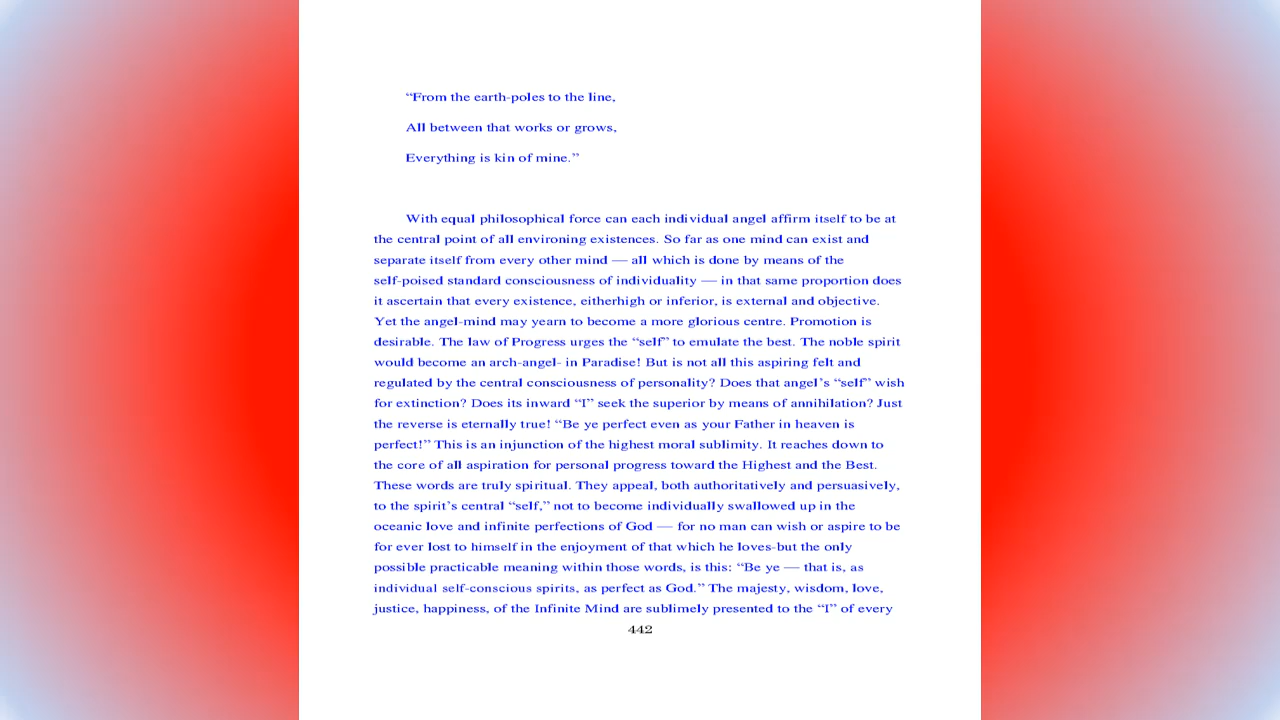 “From the earth-poles to the line,
All between that works or grows,
Everything is kin of mine.”
With equal philosophical force can each individual angel affirm itself to be at
the central point of all environing existences. So far as one mind can exist and
separate itself from every other mind — all which is done by means of the
self-poised standard consciousness of individuality — in that same proportion does
it ascertain that every existence, eitherhigh or inferior, is external and objective.
Yet the angel-mind may yearn to become a more glorious centre. Promotion is
desirable. The law of Progress urges the “self” to emulate the best. The noble spirit
would become an arch-angel- in Paradise! But is not all this aspiring felt and
regulated by the central consciousness of personality? Does that angel’s “self” wish
for extinction? Does its inward “I” seek the superior by means of annihilation? Just
the reverse is eternally true! “Be ye perfect even as your Father in heaven is
perfect!” This is an injunction of the highest moral sublimity. It reaches down to
the core of all aspiration for personal progress toward the Highest and the Best.
These words are truly spiritual. They appeal, both authoritatively and persuasively,
to the spirit’s central “self,” not to become individually swallowed up in the
oceanic love and infinite perfections of God — for no man can wish or aspire to be
for ever lost to himself in the enjoyment of that which he loves-but the only
possible practicable meaning within those words, is this: “Be ye — that is, as
individual self-conscious spirits, as perfect as God.” The majesty, wisdom, love,
justice, happiness, of the Infinite Mind are sublimely presented to the “I” of every
442